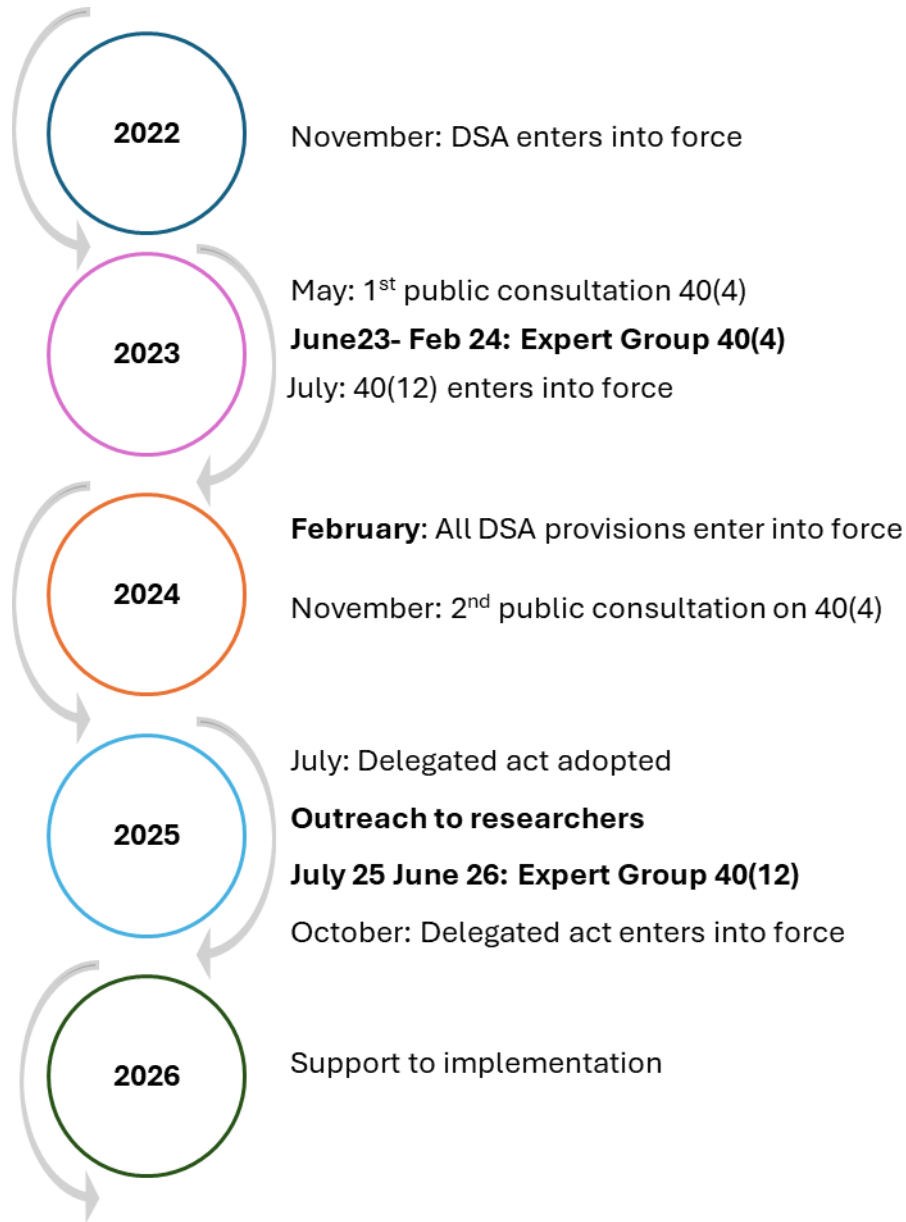 2022
November: DSA enters into force
2023
May: 1st public consultation 40(4)
June23- Feb 24: Expert Group 40(4)
July: 40(12) enters into force
2024
February: All DSA provisions enter into force
November: 2nd public consultation on 40(4)
2025
July: Delegated act adopted
Outreach to researchers
July 25 June 26: Expert Group 40(12)
October: Delegated act enters into force
2026
Support to implementation